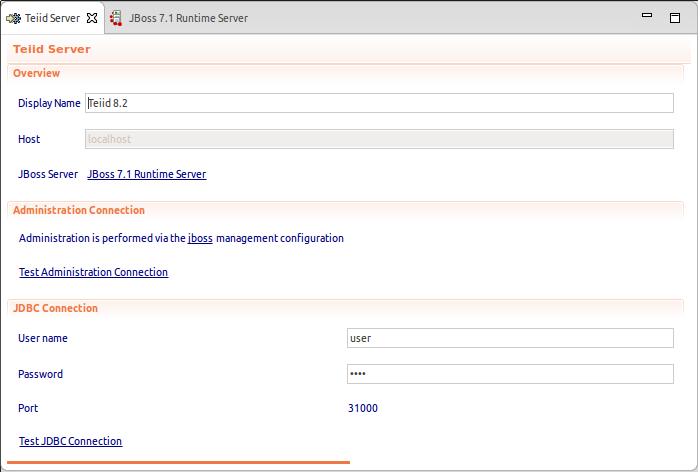 Teiid Server JBoss 7.1 Runtime Server
Teiid Server
Overview
Display Name Teiid 8.2
Host localhost
JBoss Server JBoss 7.1 Runtime Server
Administration Connection
Administration is performed via the jboss management configuration
Test Administration Connection
JDBC Connection
User name user
Password ••••
Port 31000
Test JDBC Connection